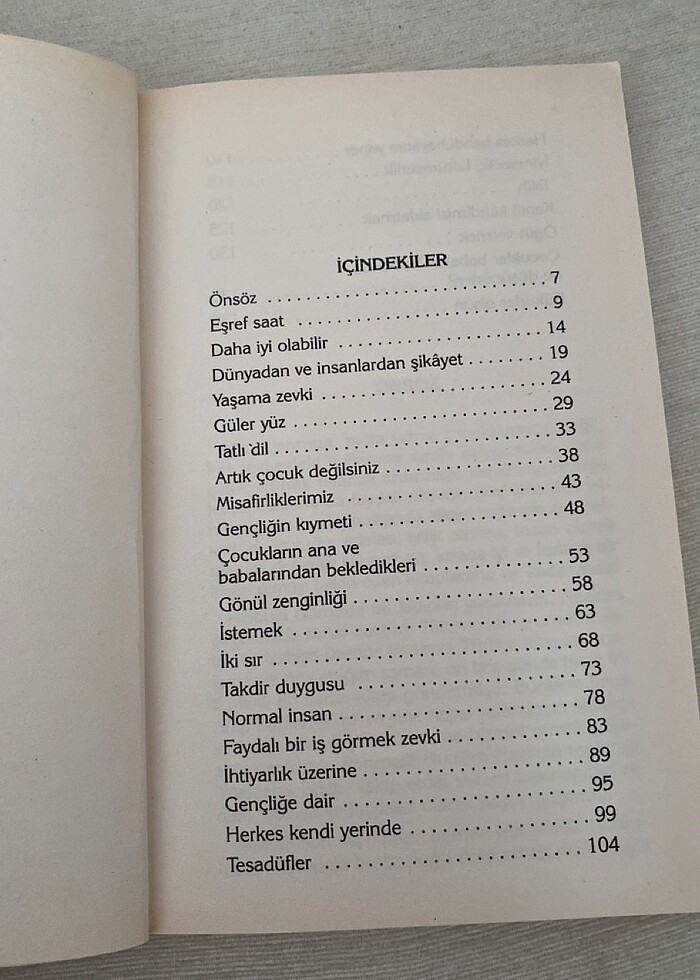 İÇİNDEKİLER
Önsöz . . . . . . . . . . . . . . . . . . . . . . . . . . . . . 7
Eşref saat . . . . . . . . . . . . . . . . . . . . . . . . . . 9
Daha iyi olabilir . . . . . . . . . . . . . . . . . . . . . 14
Dünyadan ve insanlardan şikâyet . . . . . . . . 19
Yaşama zevki . . . . . . . . . . . . . . . . . . . . . . . 24
Güler yüz . . . . . . . . . . . . . . . . . . . . . . . . . . 29
Tatlı dil . . . . . . . . . . . . . . . . . . . . . . . . . . . . 33
Artık çocuk değilsiniz . . . . . . . . . . . . . . . . . 38
Misafirliklerimiz . . . . . . . . . . . . . . . . . . . . . 43
Gençliğin kıymeti . . . . . . . . . . . . . . . . . . . . 48
Çocukların ana ve
babalarından bekledikleri . . . . . . . . . . . . . . 53
Gönül zenginliği . . . . . . . . . . . . . . . . . . . . . 58
İstemek . . . . . . . . . . . . . . . . . . . . . . . . . . . . 63
İki sır . . . . . . . . . . . . . . . . . . . . . . . . . . . . . . 68
Takdir duygusu . . . . . . . . . . . . . . . . . . . . . . 73
Normal insan . . . . . . . . . . . . . . . . . . . . . . . . 78
Faydalı bir iş görmek zevki . . . . . . . . . . . . . 83
İhtiyarlık üzerine . . . . . . . . . . . . . . . . . . . . . 89
Gençliğe dair . . . . . . . . . . . . . . . . . . . . . . . . 95
Herkes kendi yerinde . . . . . . . . . . . . . . . . . 99
Tesadüfler . . . . . . . . . . . . . . . . . . . . . . . . . . 104